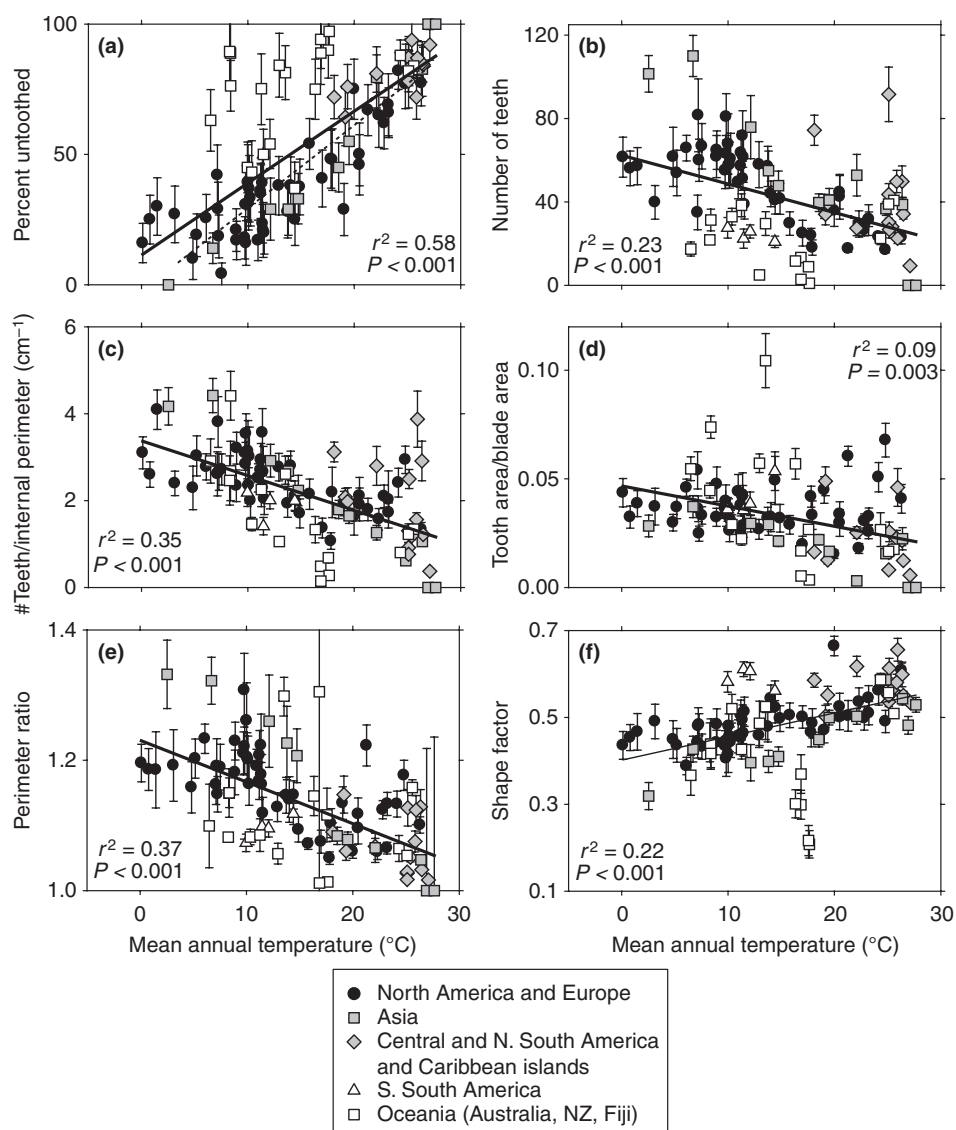 (a)
100
50
0
Percent untoothed
r² = 0.58
P < 0.001
(b)
120
80
40
0
Number of teeth
r² = 0.23
P < 0.001
(c)
6
4
2
0
#Teeth/internal perimeter (cm⁻¹)
r² = 0.35
P < 0.001
(d)
0.10
0.05
0.00
Tooth area/blade area
r² = 0.09
P = 0.003
(e)
1.4
1.2
1.0
Perimeter ratio
r² = 0.37
P < 0.001
0 10 20 30
Mean annual temperature (°C)
(f)
0.7
0.5
0.3
0.1
Shape factor
r² = 0.22
P < 0.001
0 10 20 30
Mean annual temperature (°C)
North America and Europe
Asia
Central and N. South America
and Caribbean islands
S. South America
Oceania (Australia, NZ, Fiji)